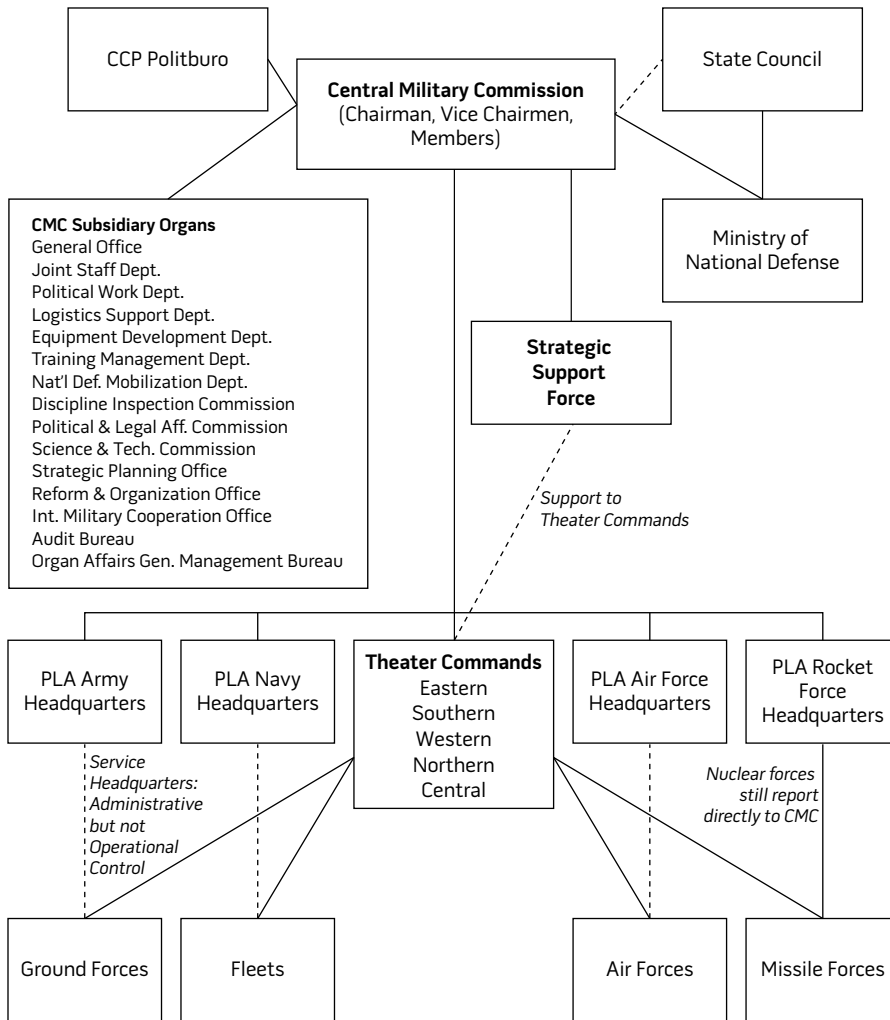 CCP Politburo
Central Military Commission
(Chairman, Vice Chairmen,
Members)
State Council
CMC Subsidiary Organs
General Office
Joint Staff Dept.
Political Work Dept.
Logistics Support Dept.
Equipment Development Dept.
Training Management Dept.
Nat'l Def. Mobilization Dept.
Discipline Inspection Commission
Political & Legal Aff. Commission
Science & Tech. Commission
Strategic Planning Office
Reform & Organization Office
Int. Military Cooperation Office
Audit Bureau
Organ Affairs Gen. Management Bureau
Ministry of
National Defense
Strategic
Support
Force
Support to
Theater Commands
PLA Army
Headquarters
PLA Navy
Headquarters
Theater Commands
Eastern
Southern
Western
Northern
Central
PLA Air Force
Headquarters
PLA Rocket
Force
Headquarters
Service
Headquarters:
Administrative
but not
Operational
Control
Nuclear forces
still report
directly to CMC
Ground Forces
Fleets
Air Forces
Missile Forces